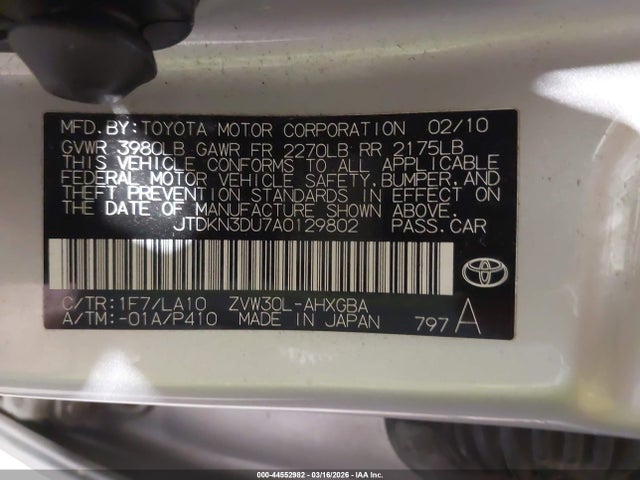 MFD. BY: TOYOTA MOTOR CORPORATION 02/10
GVWR 3980LB GAWR FR 2270LB RR 2175LB
THIS VEHICLE CONFORMS TO ALL APPLICABLE
FEDERAL MOTOR VEHICLE SAFETY, BUMPER, AND
THEFT PREVENTION STANDARDS IN EFFECT ON
THE DATE OF MANUFACTURE SHOWN ABOVE.
JTDKN3DU7A0129802 PASS. CAR
C/TR: 1F7/LA10 ZVW30L-AHXGBA
A/TM: -01A/P410 MADE IN JAPAN 797 A
000-44552982 - 03/16/2026 - IAA Inc.